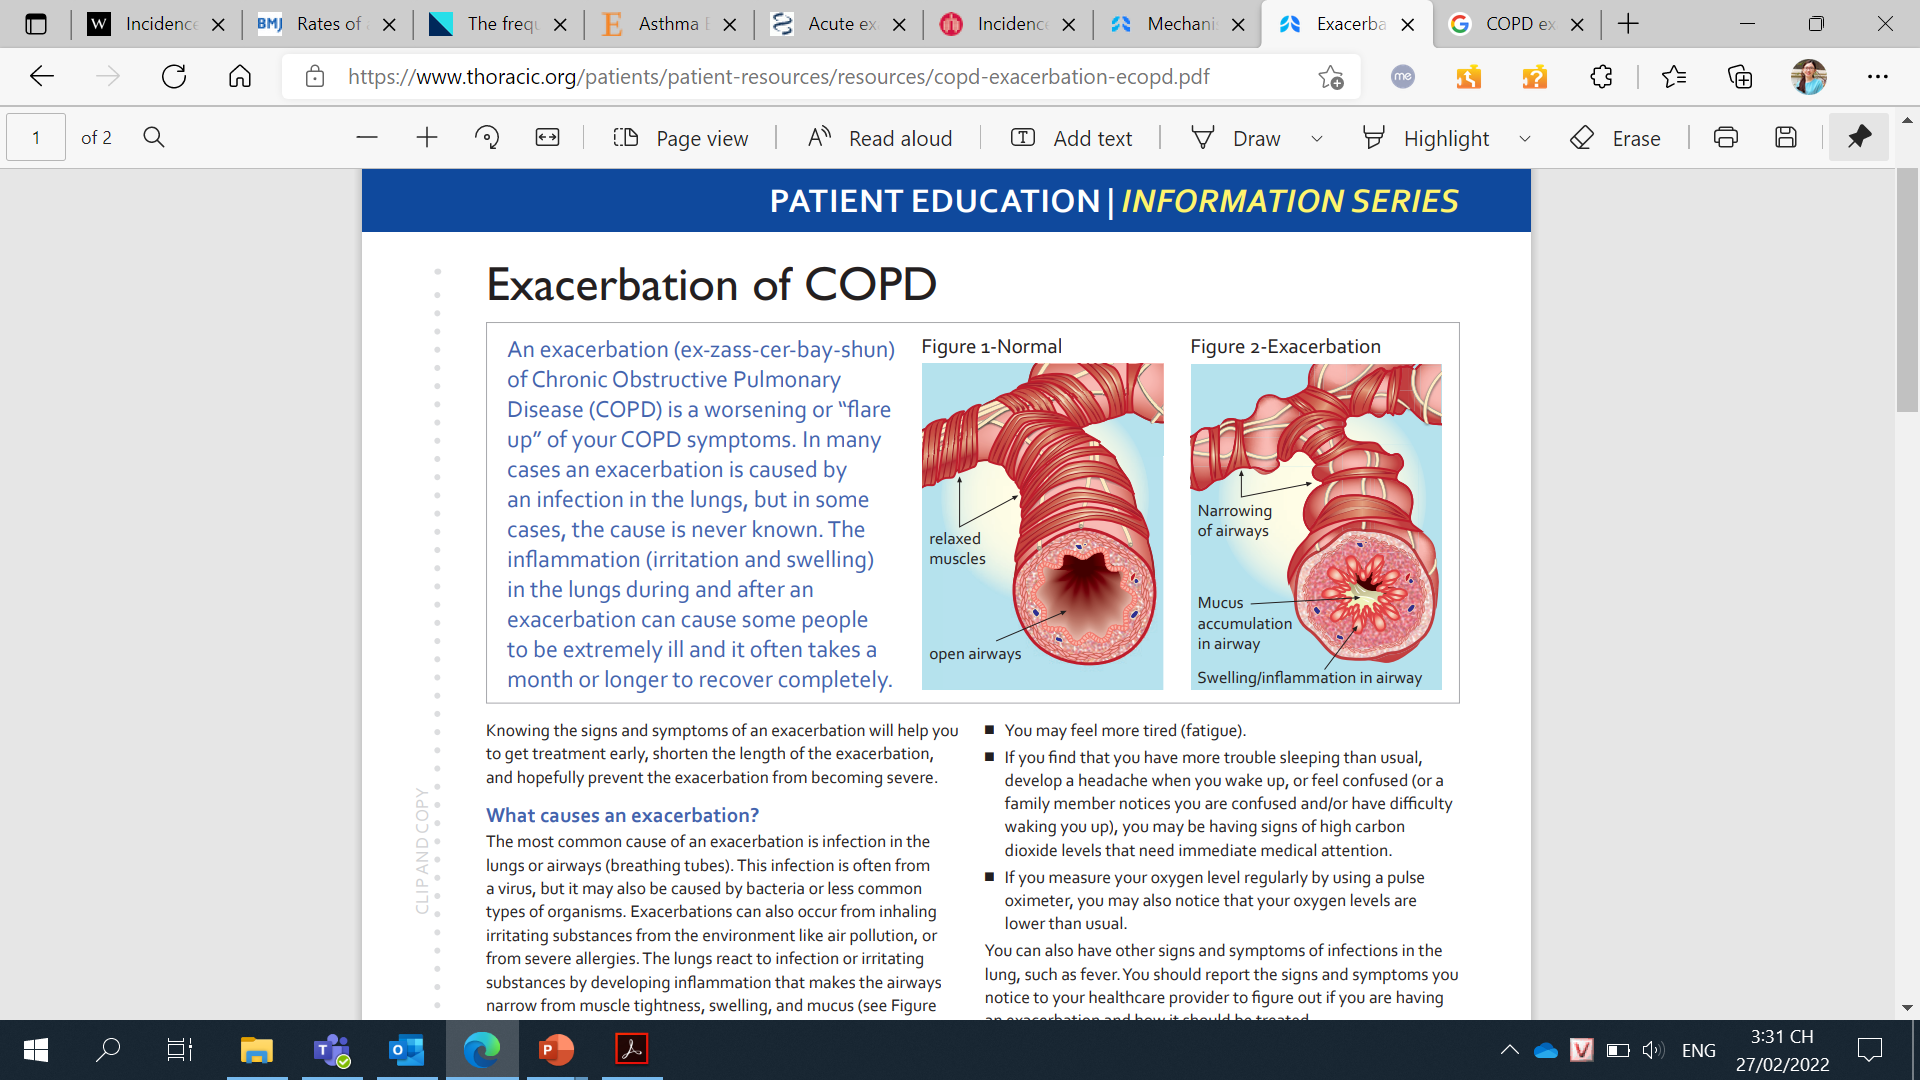 Incidence
BMJ Rates of
The freq
Asthma E
Acute ex
Incidence
Mechani
Exacerba
COPD ex
https://www.thoracic.org/patients/patient-resources/resources/copd-exacerbation-ecopd.pdf
me
1 of 2
Page view
Read aloud
Add text
Draw
Highlight
Erase
PATIENT EDUCATION | INFORMATION SERIES
Exacerbation of COPD
An exacerbation (ex-zass-cer-bay-shun)
of Chronic Obstructive Pulmonary
Disease (COPD) is a worsening or “flare
up” of your COPD symptoms. In many
cases an exacerbation is caused by
an infection in the lungs, but in some
cases, the cause is never known. The
inflammation (irritation and swelling)
in the lungs during and after an
exacerbation can cause some people
to be extremely ill and it often takes a
month or longer to recover completely.
Figure 1-Normal
relaxed
muscles
open airways
Figure 2-Exacerbation
Narrowing
of airways
Mucus
accumulation
in airway
Swelling/inflammation in airway
CLIP AND COPY
Knowing the signs and symptoms of an exacerbation will help you
to get treatment early, shorten the length of the exacerbation,
and hopefully prevent the exacerbation from becoming severe.
What causes an exacerbation?
The most common cause of an exacerbation is infection in the
lungs or airways (breathing tubes). This infection is often from
a virus, but it may also be caused by bacteria or less common
types of organisms. Exacerbations can also occur from inhaling
irritating substances from the environment like air pollution, or
from severe allergies. The lungs react to infection or irritating
substances by developing inflammation that makes the airways
narrow from muscle tightness, swelling, and mucus (see Figure
■ You may feel more tired (fatigue).
■ If you find that you have more trouble sleeping than usual,
develop a headache when you wake up, or feel confused (or a
family member notices you are confused and/or have difficulty
waking you up), you may be having signs of high carbon
dioxide levels that need immediate medical attention.
■ If you measure your oxygen level regularly by using a pulse
oximeter, you may also notice that your oxygen levels are
lower than usual.
You can also have other signs and symptoms of infections in the
lung, such as fever. You should report the signs and symptoms you
notice to your healthcare provider to figure out if you are having
an exacerbation and how it should be treated.
ENG
3:31 CH
27/02/2022